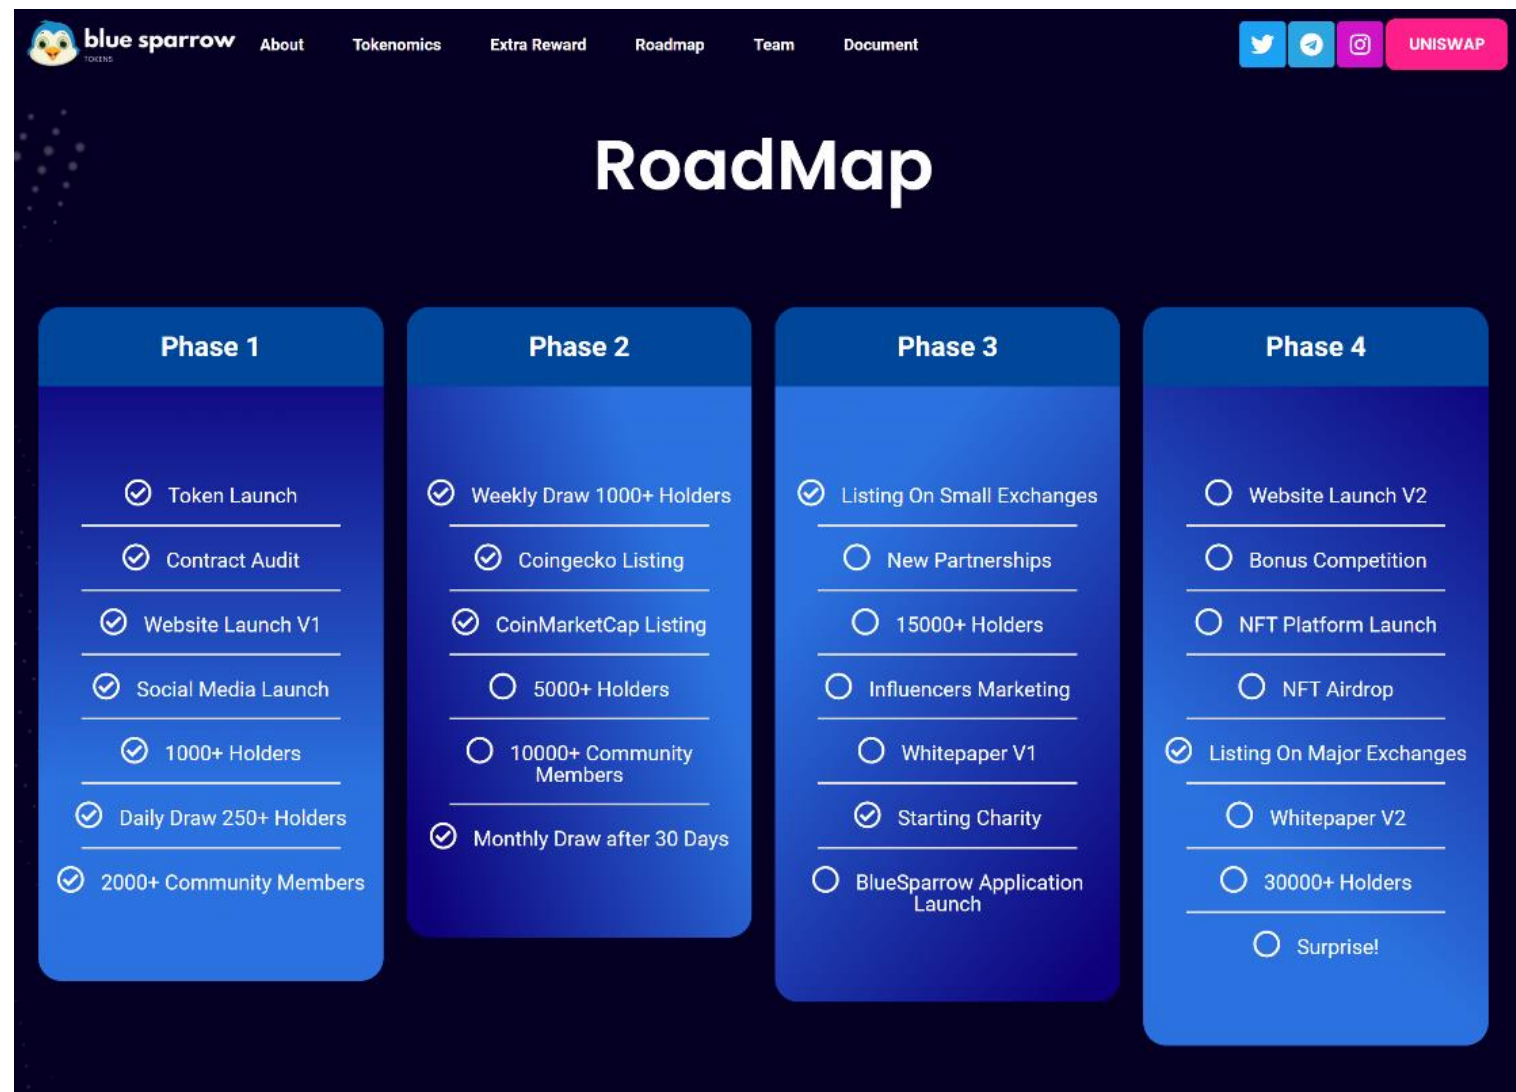 blue sparrow
TOKENS
About
Tokenomics
Extra Reward
Roadmap
Team
Document
UNISWAP
RoadMap
Phase 1
Token Launch
Contract Audit
Website Launch V1
Social Media Launch
1000+ Holders
Daily Draw 250+ Holders
2000+ Community Members
Phase 2
Weekly Draw 1000+ Holders
Coingecko Listing
CoinMarketCap Listing
5000+ Holders
10000+ Community
Members
Monthly Draw after 30 Days
Phase 3
Listing On Small Exchanges
New Partnerships
15000+ Holders
Influencers Marketing
Whitepaper V1
Starting Charity
BlueSparrow Application
Launch
Phase 4
Website Launch V2
Bonus Competition
NFT Platform Launch
NFT Airdrop
Listing On Major Exchanges
Whitepaper V2
30000+ Holders
Surprise!